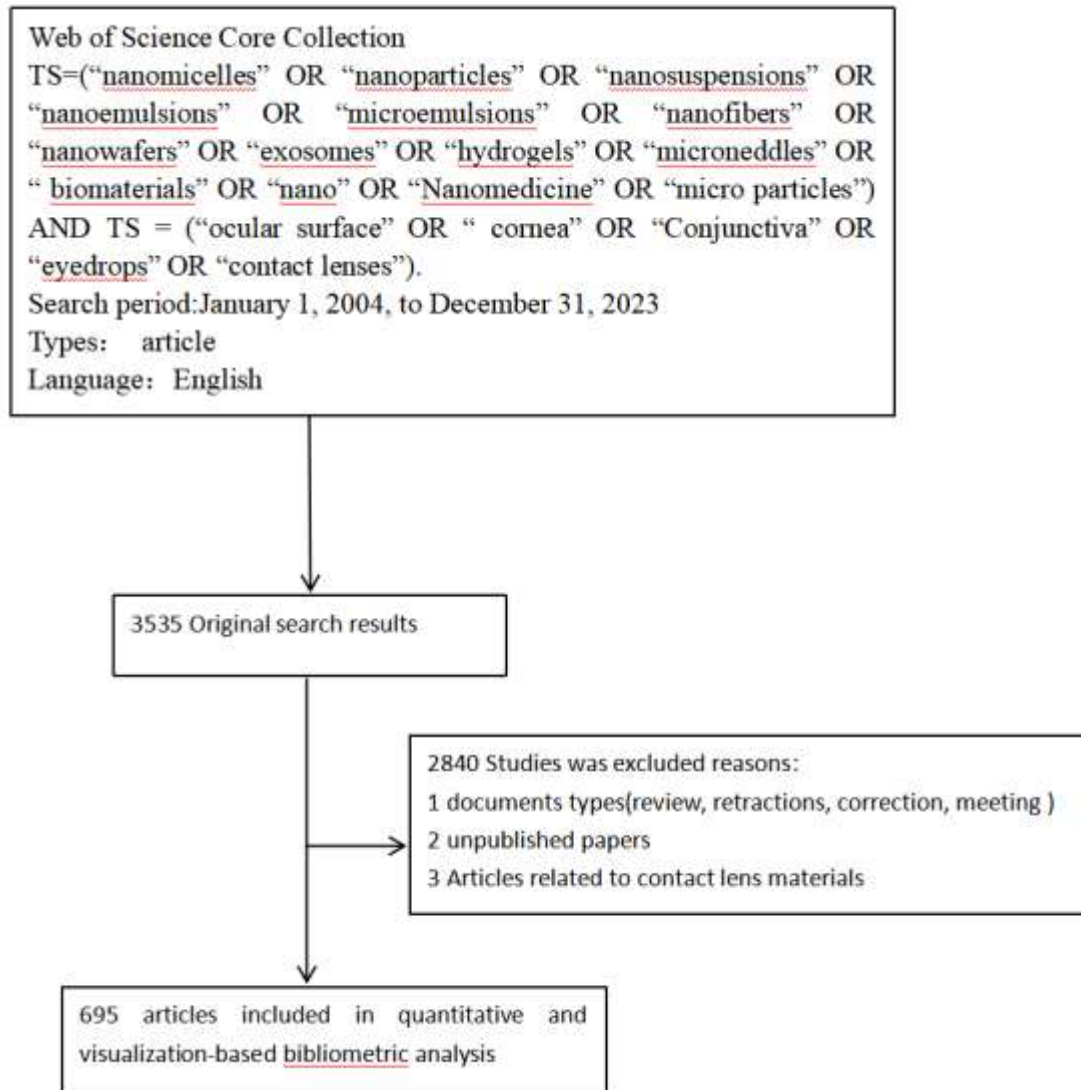 Web of Science Core Collection
TS=(“nanomicelles” OR “nanoparticles” OR “nanosuspensions” OR
“nanoemulsions” OR “microemulsions” OR “nanofibers” OR
“nanowafers” OR “exosomes” OR “hydrogels” OR “microneddles” OR
“ biomaterials” OR “nano” OR “Nanomedicine” OR “micro particles”)
AND TS = (“ocular surface” OR “ cornea” OR “Conjunctiva” OR
“eyedrops” OR “contact lenses”).
Search period:January 1, 2004, to December 31, 2023
Types： article
Language：English
3535 Original search results
2840 Studies was excluded reasons:
1 documents types(review, retractions, correction, meeting )
2 unpublished papers
3 Articles related to contact lens materials
695 articles included in quantitative and
visualization-based bibliometric analysis